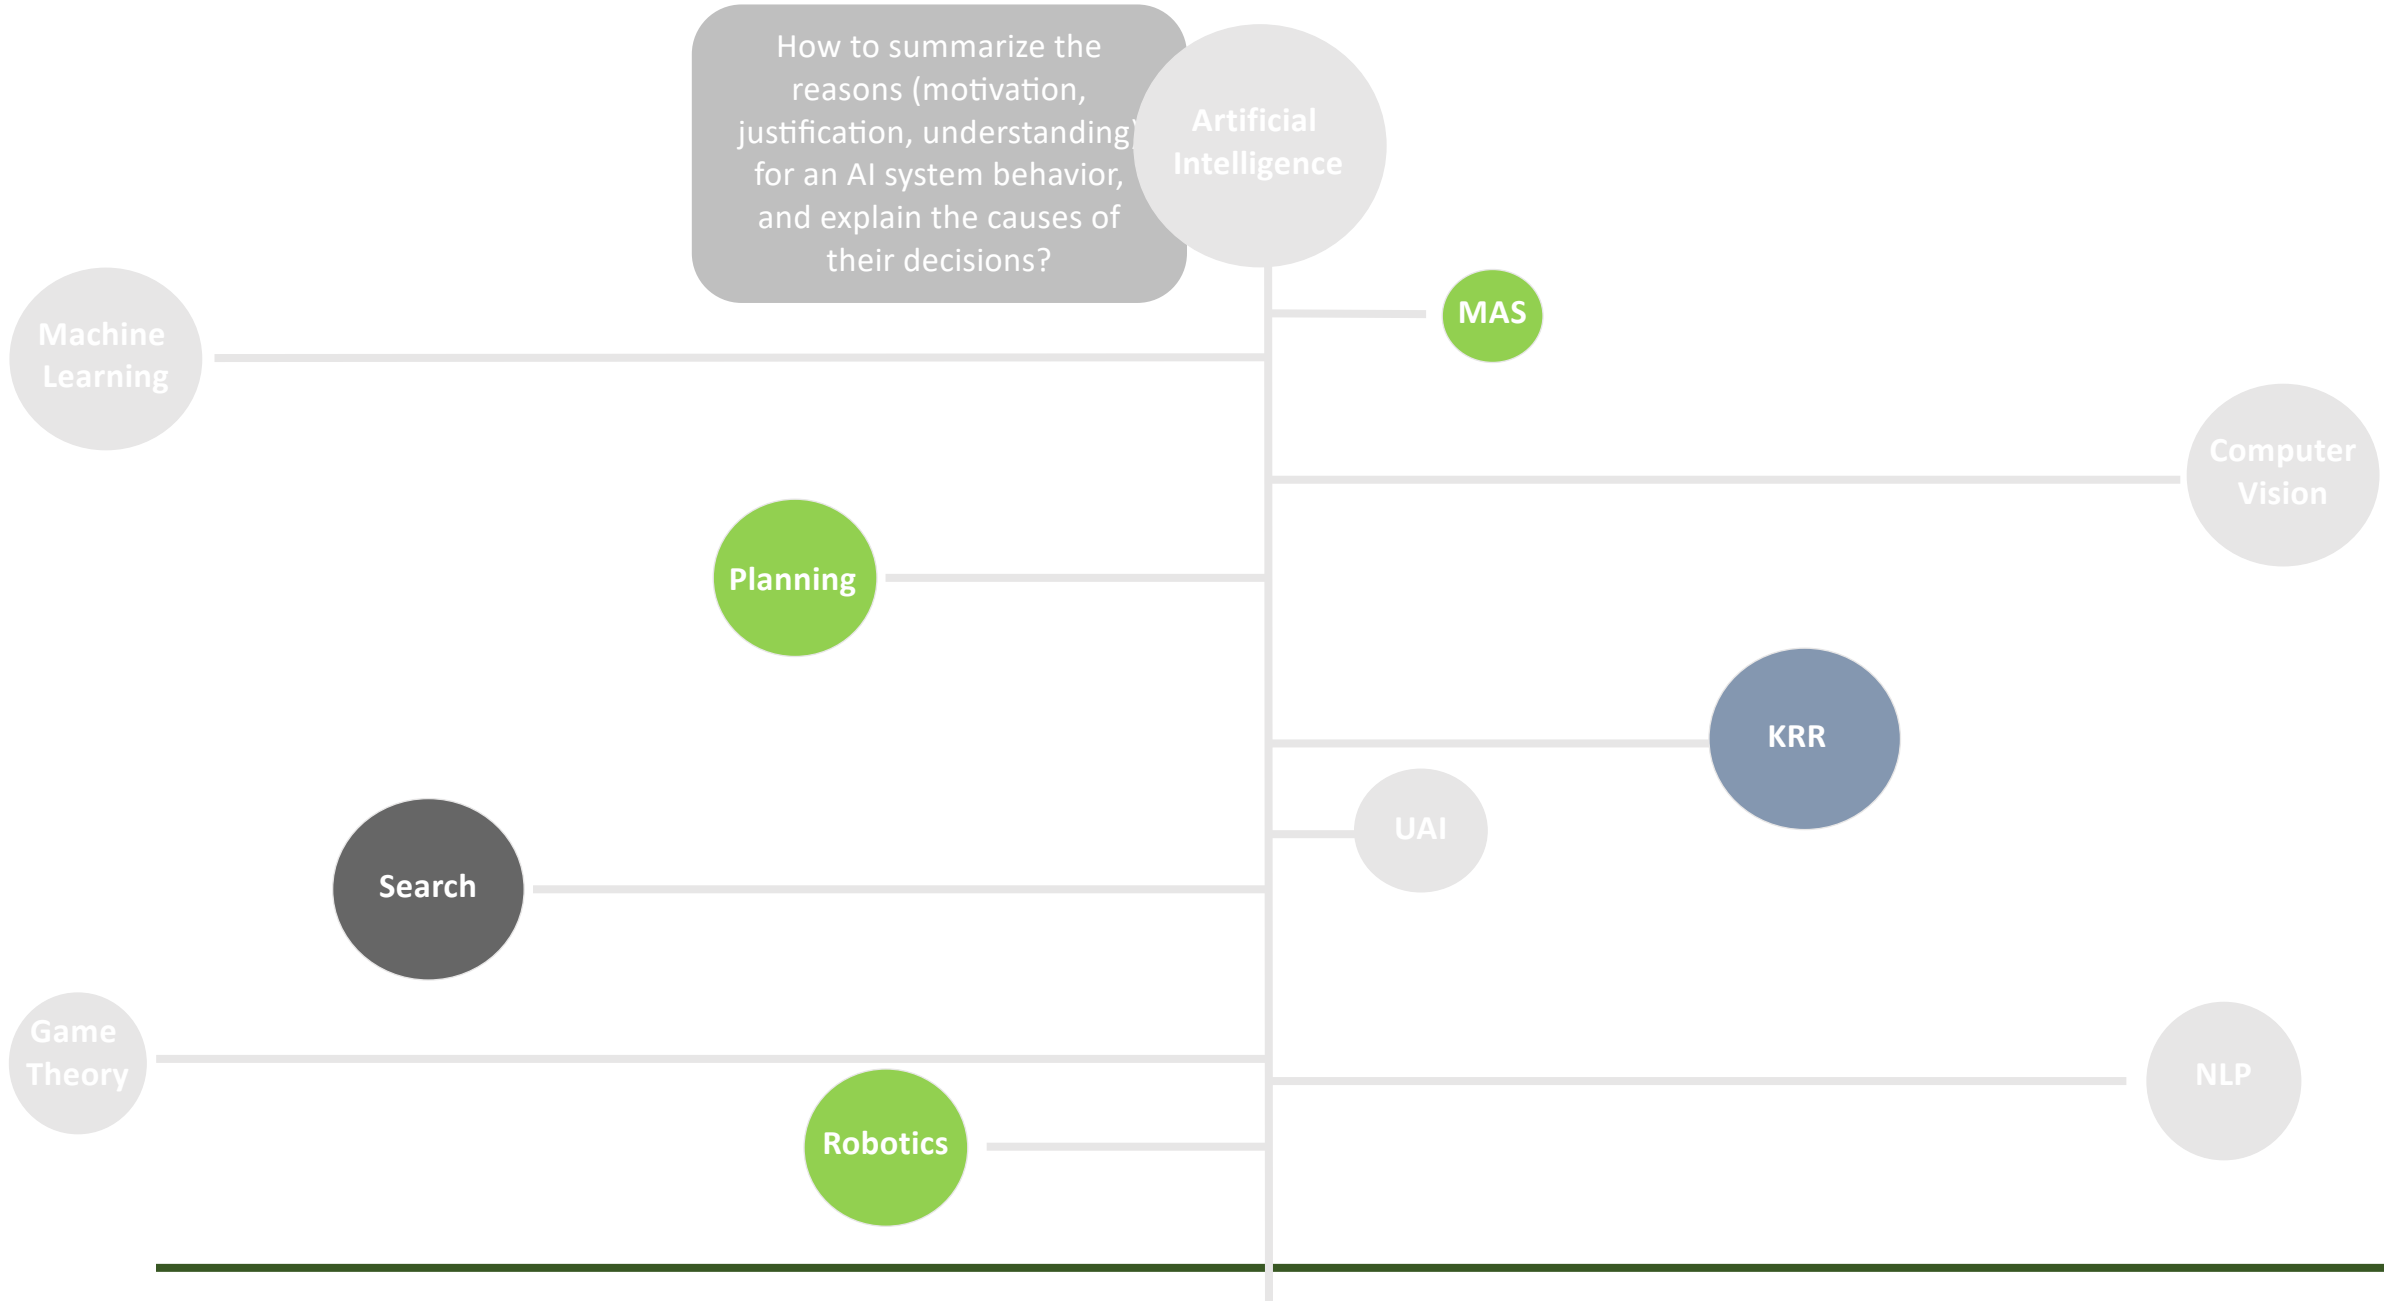 How to summarize the
reasons (motivation,
justification, understanding)
for an AI system behavior,
and explain the causes of
their decisions?
Artificial
Intelligence
MAS
Machine
Learning
Computer
Vision
Planning
KRR
UAI
Search
Game
Theory
NLP
Robotics